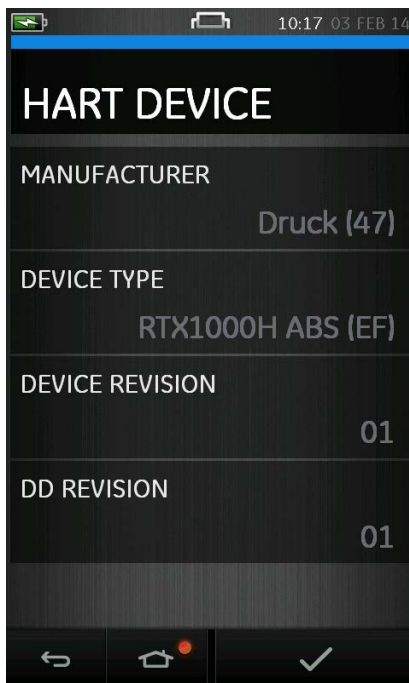 10:17 03 FEB 14
HART DEVICE
MANUFACTURER
Druck (47)
DEVICE TYPE
RTX1000H ABS (EF)
DEVICE REVISION
01
DD REVISION
01